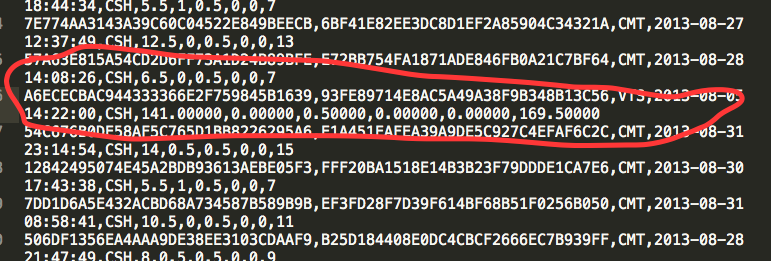 18:44:34,CSH,5.5,1,0.5,0,0,7
7E774AA3143A39C60C04522E849BEECB,6BF41E82EE3DC8D1EF2A85904C34321A,CMT,2013-08-27
12:37:49,CSH,12.5,0,0.5,0,0,13
E72BB754FA1871ADE846FB0A21C7BF64,CMT,2013-08-28
14:08:26,CSH,6.5,0,0.5,0,0,7
A6ECECBAC944333366E2F759845B1639,93FE89714E8AC5A49A38F9B348B13C56,VTS,2013-08-05
14:22:00,CSH,141.00000,0.00000,0.50000,0.00000,0.00000,169.50000
CMT,2013-08-31
23:14:54,CSH,14,0.5,0.5,0,0,15
12842495074E45A2BDB93613AEBE05F3,FFF20BA1518E14B3B23F79DDDE1CA7E6,CMT,2013-08-30
17:43:38,CSH,5.5,1,0.5,0,0,7
7DD1D6A5E432ACBD68A734587B589B9B,EF3FD28F7D39F614BF68B51F0256B050,CMT,2013-08-31
08:58:41,CSH,10.5,0,0.5,0,0,11
506DF1356EA4AAA9DE38EE3103CDAAF9,B25D184408E0DC4CBCF2666EC7B939FF,CMT,2013-08-28
21:47:49,CSH,8,0.5,0.5,0,0,9